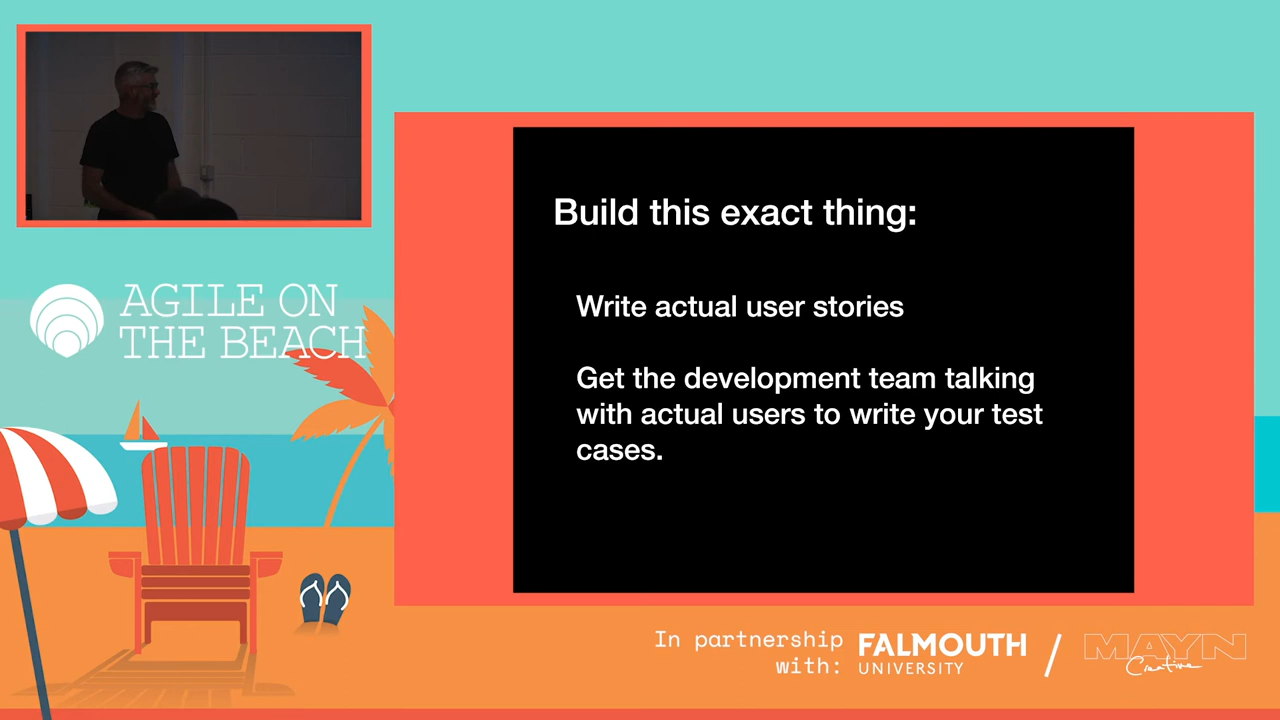 AGILE ON
THE BEACH
Build this exact thing:
Write actual user stories
Get the development team talking
with actual users to write your test
cases.
In partnership
with:
FALMOUTH
UNIVERSITY
MAYN
Creative